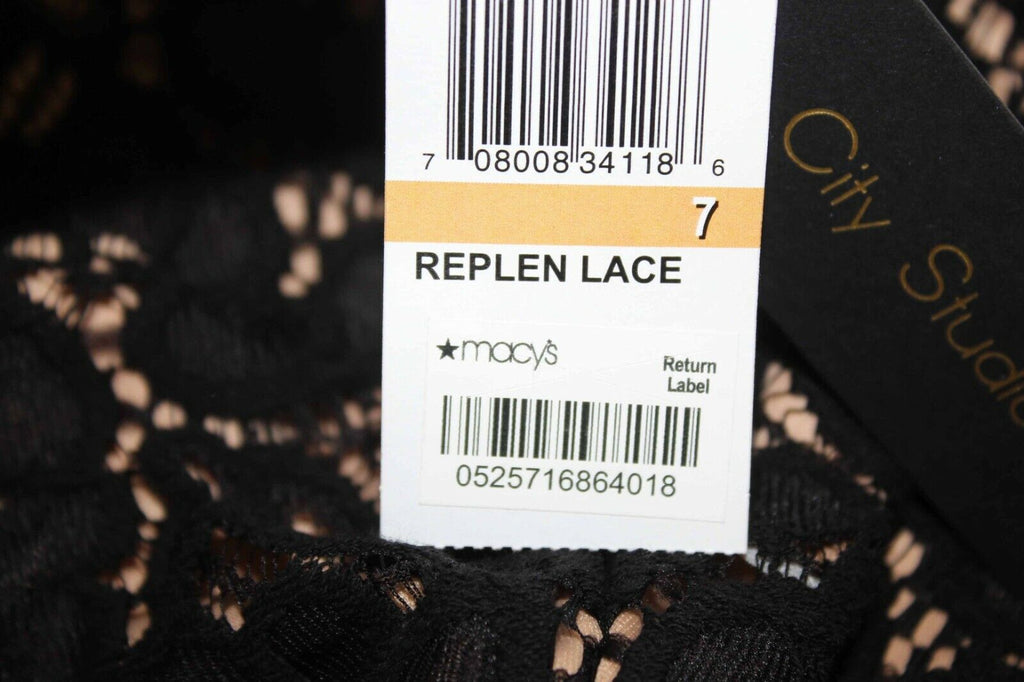 7 08008 34118 6
7
REPLEN LACE
★macy's
Return
Label
0525716864018
City Studio